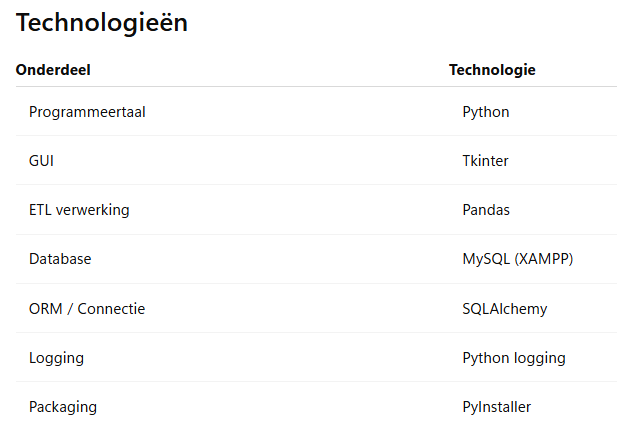 Technologieën
Onderdeel Technologie
Programmeertaal Python
GUI Tkinter
ETL verwerking Pandas
Database MySQL (XAMPP)
ORM / Connectie SQLAlchemy
Logging Python logging
Packaging PyInstaller